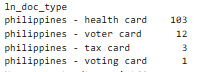 ln_doc_type
philippines - health card 103
philippines - voter card 12
philippines - tax card 3
philippines - voting card 1